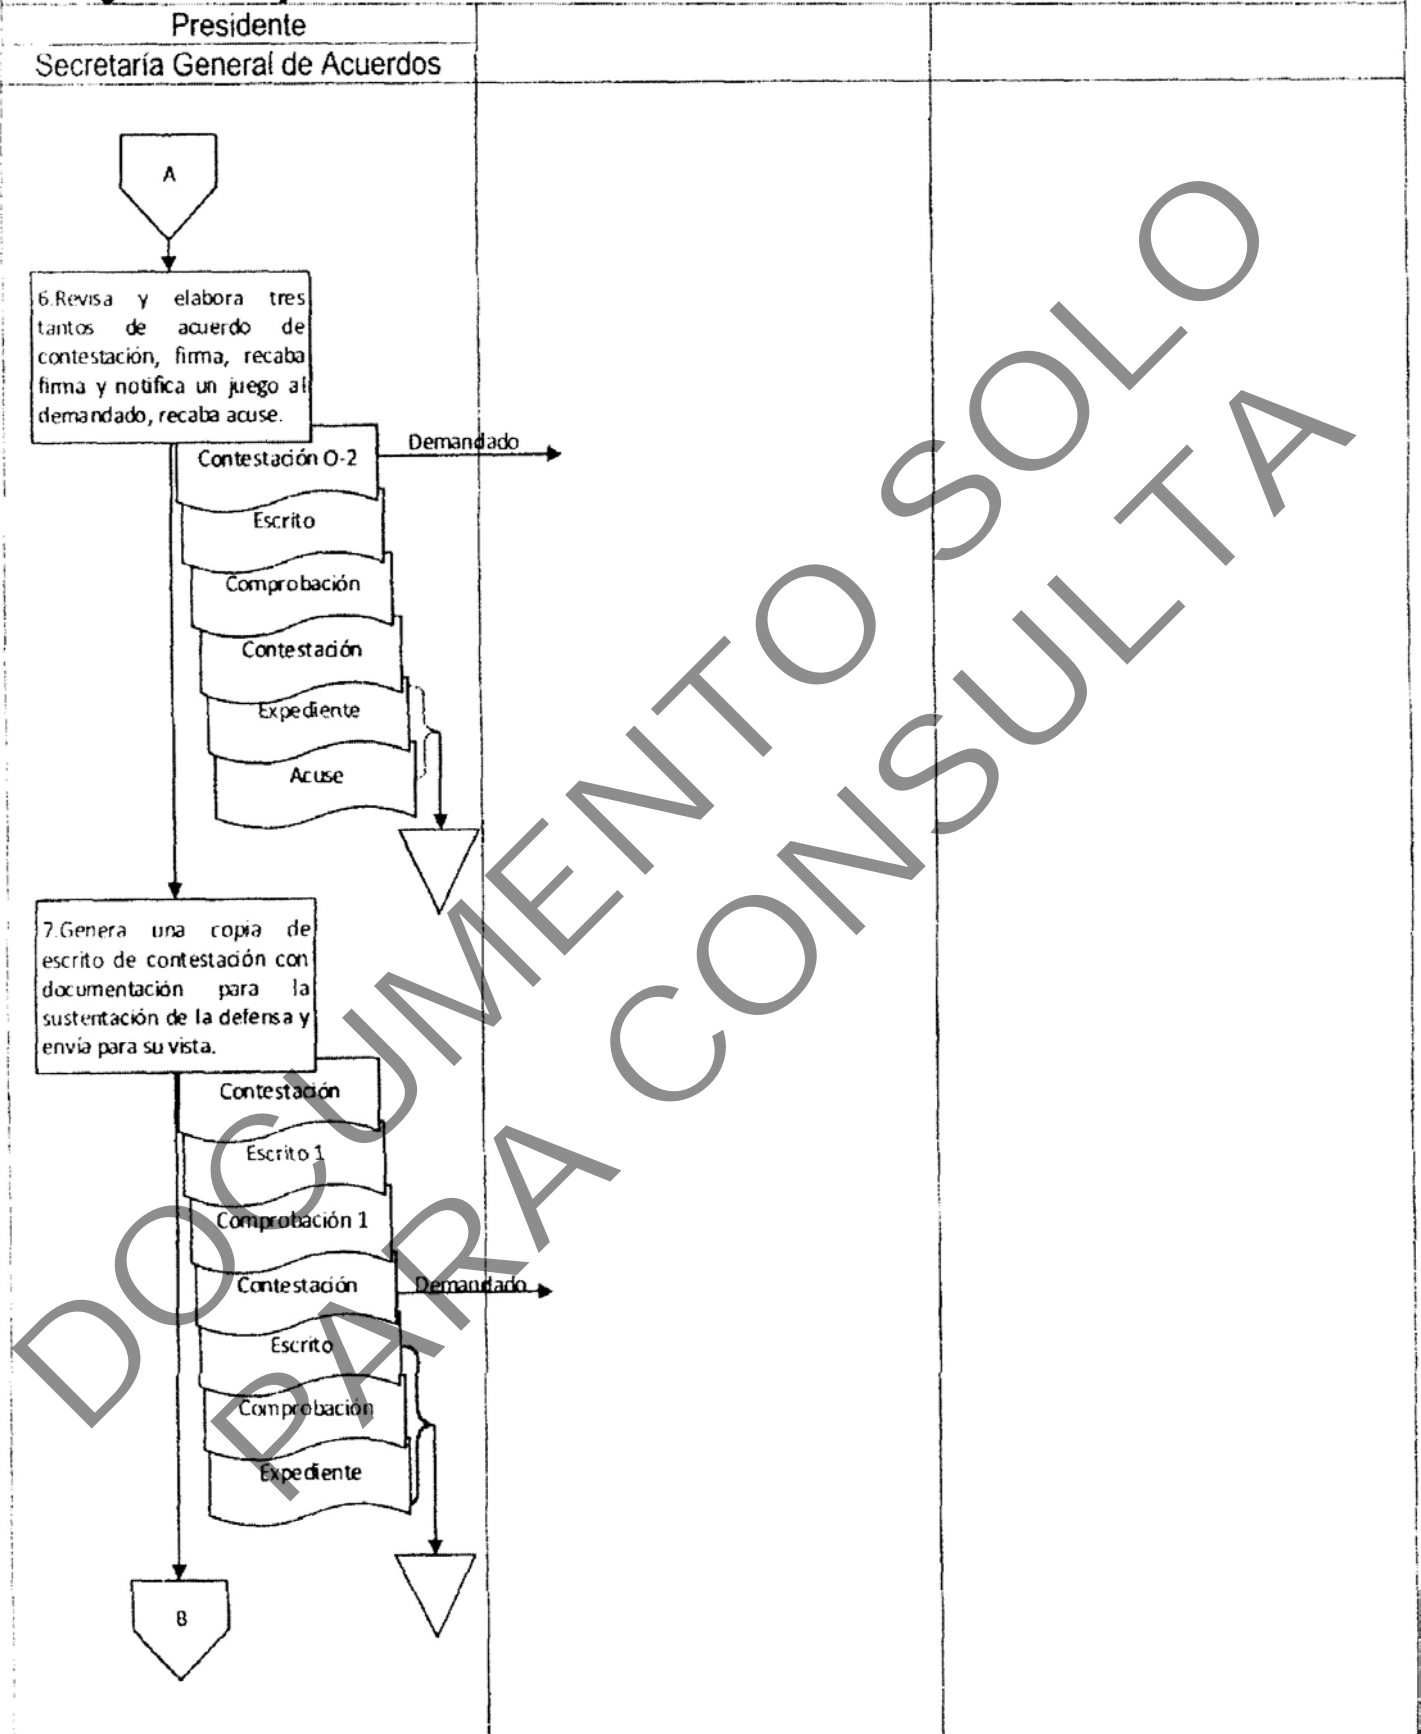 Presidente
Secretaría General de Acuerdos
A
6.Revisa y elabora tres
tantos de acuerdo de
contestación, firma, recaba
firma y notifica un juego al
demandado, recaba acuse.
Contestación O-2
Demandado
Escrito
Comprobación
Contestación
Expediente
Acuse
7.Genera una copia de
escrito de contestación con
documentación para la
sustentación de la defensa y
envía para su vista.
Contestación
Escrito 1
Comprobación 1
Contestación
Demandado
Escrito
Comprobación
Expediente
B
DOCUMENTO SOLO
PARA CONSULTA